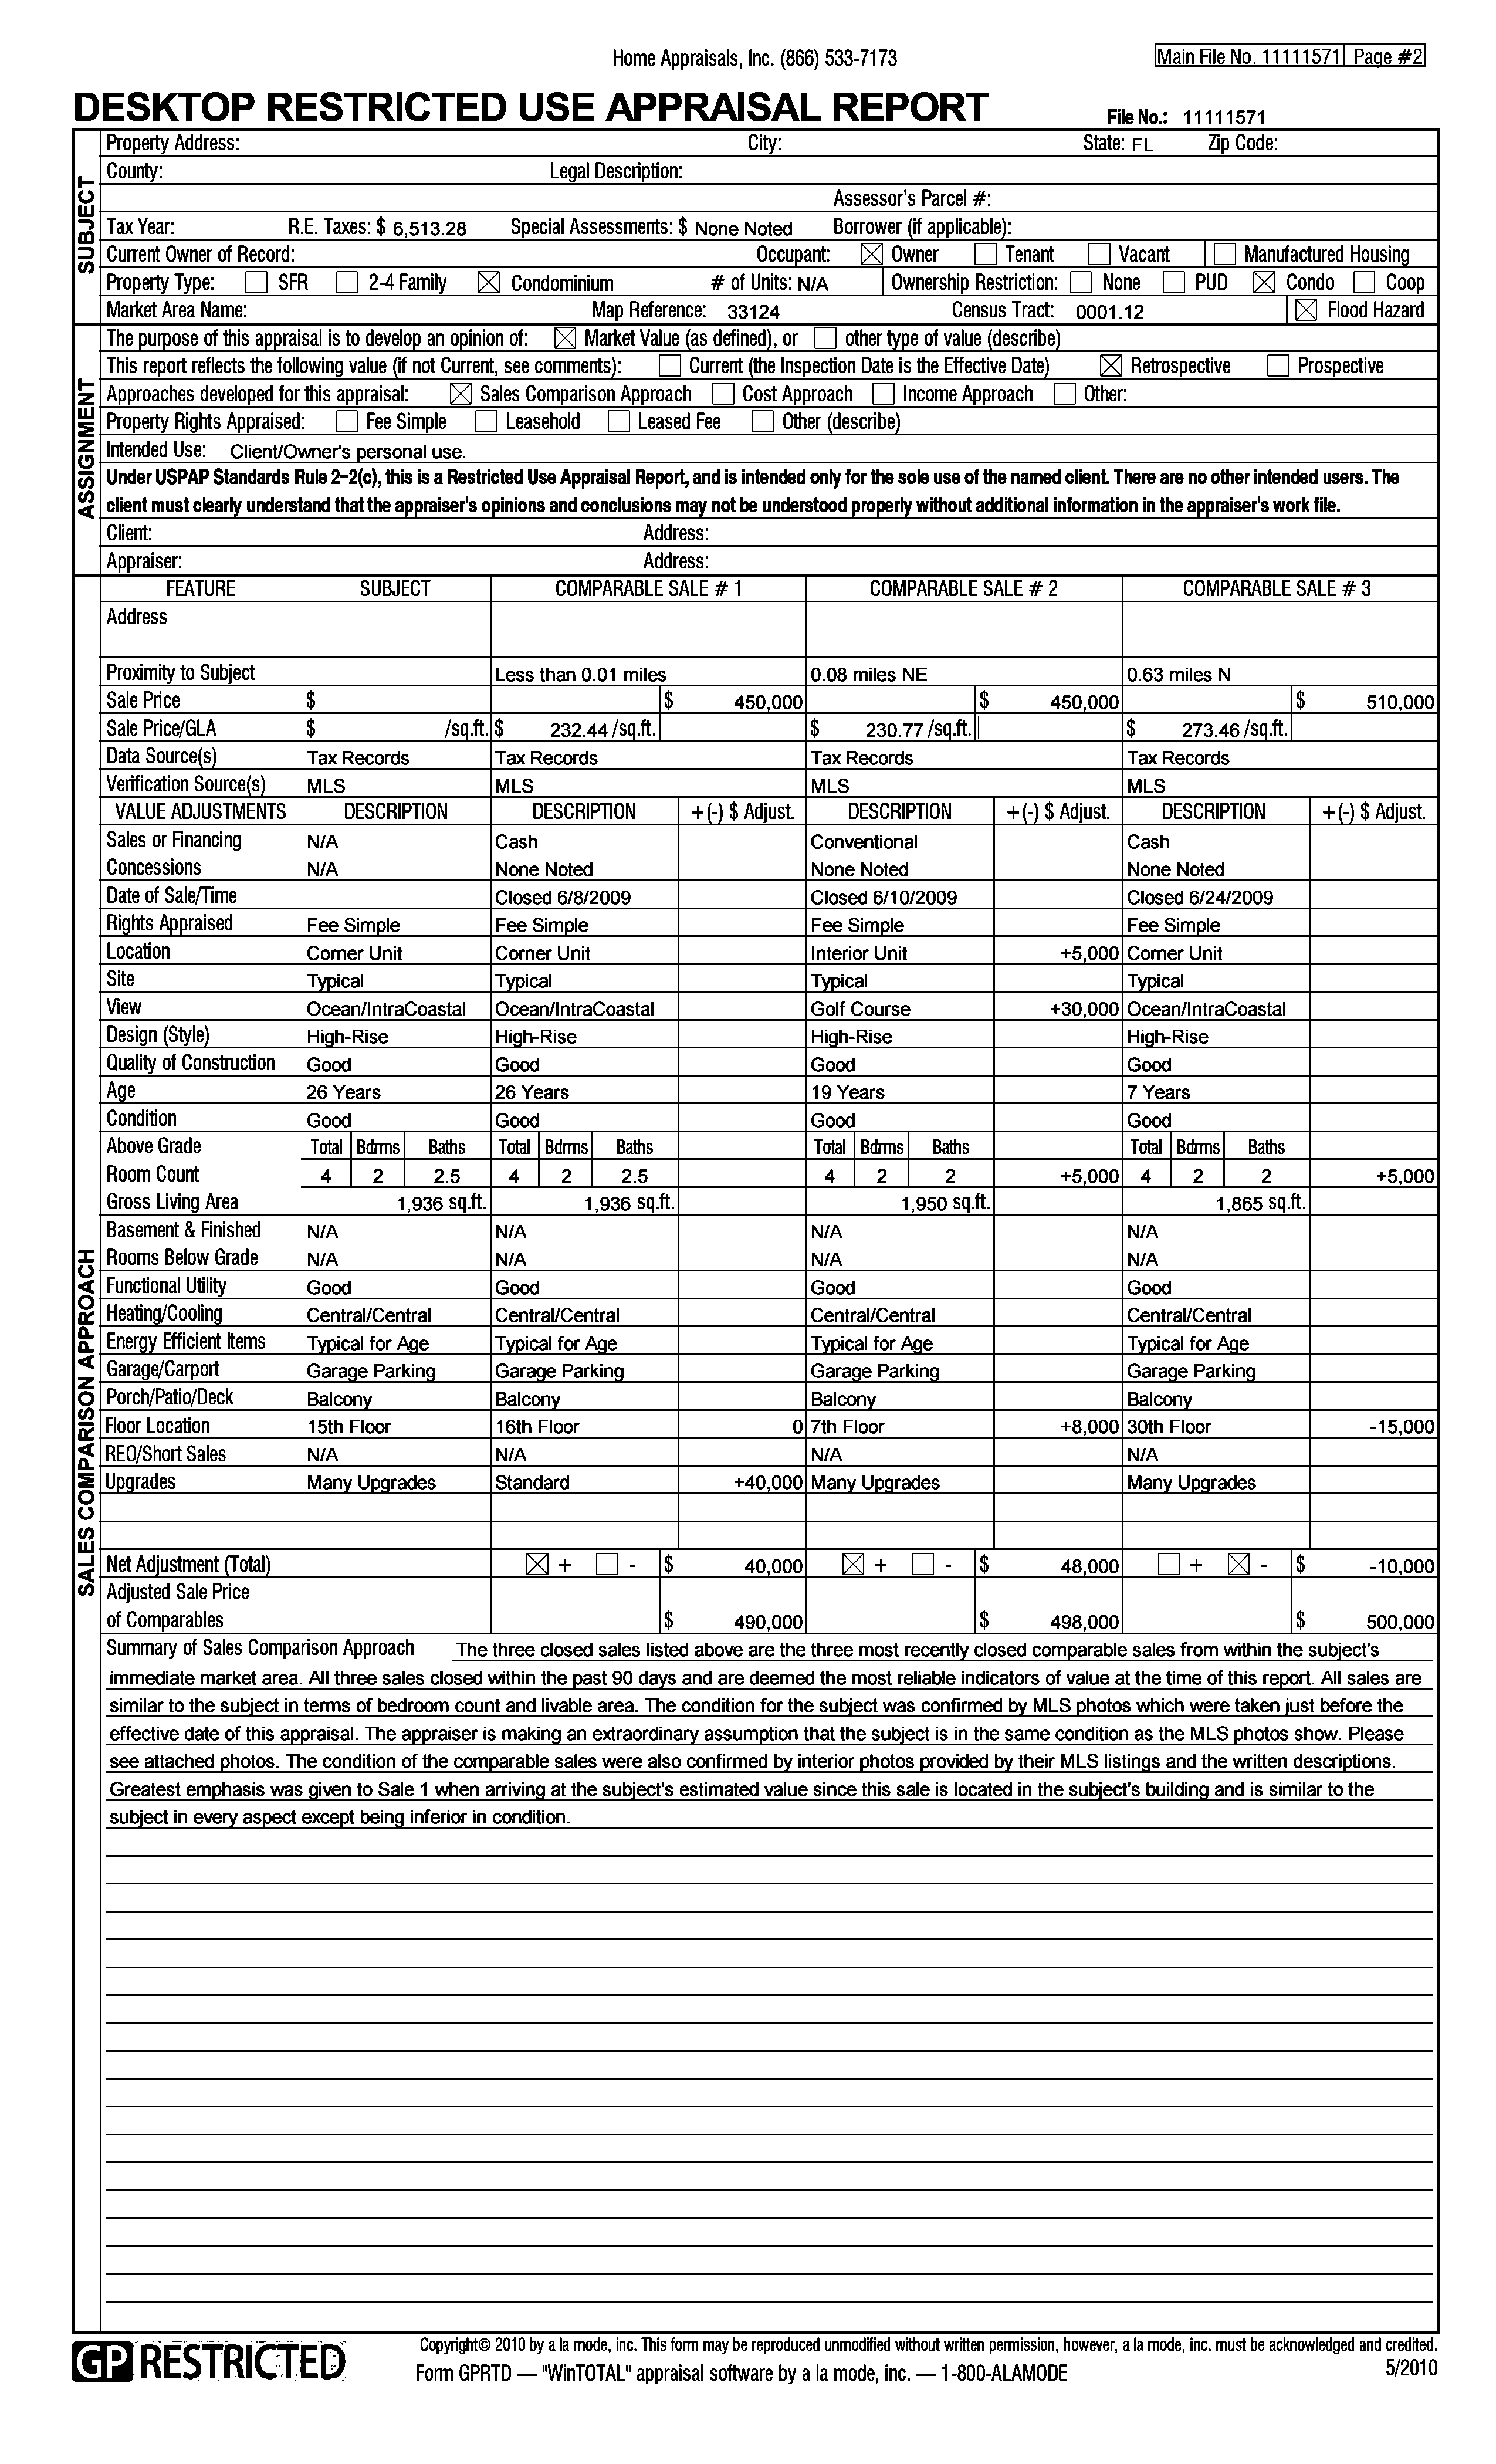 Home Appraisals, Inc. (866) 533-7173
Main File No. 11111571 Page #2
DESKTOP RESTRICTED USE APPRAISAL REPORT File No.: 11111571
SUBJECT
Property Address: City: State: FL Zip Code:
County: Legal Description:
Assessor's Parcel #:
Tax Year: R.E. Taxes: $ 6,513.28 Special Assessments: $ None Noted Borrower (if applicable):
Current Owner of Record: Occupant: Owner Tenant Vacant Manufactured Housing
Property Type: SFR 2-4 Family Condominium # of Units: N/A Ownership Restriction: None PUD Condo Coop
Market Area Name: Map Reference: 33124 Census Tract: 0001.12 Flood Hazard
ASSIGNMENT
The purpose of this appraisal is to develop an opinion of: Market Value (as defined), or other type of value (describe)
This report reflects the following value (if not Current, see comments): Current (the Inspection Date is the Effective Date) Retrospective Prospective
Approaches developed for this appraisal: Sales Comparison Approach Cost Approach Income Approach Other:
Property Rights Appraised: Fee Simple Leasehold Leased Fee Other (describe)
Intended Use: Client/Owner's personal use.
Under USPAP Standards Rule 2-2(c), this is a Restricted Use Appraisal Report, and is intended only for the sole use of the named client. There are no other intended users. The
client must clearly understand that the appraiser's opinions and conclusions may not be understood properly without additional information in the appraiser's work file.
Client: Address:
Appraiser: Address:
SALES COMPARISON APPROACH
FEATURE SUBJECT COMPARABLE SALE # 1 COMPARABLE SALE # 2 COMPARABLE SALE # 3
Address
Proximity to Subject Less than 0.01 miles 0.08 miles NE 0.63 miles N
Sale Price $ $ 450,000 $ 450,000 $ 510,000
Sale Price/GLA $ /sq.ft. $ 232.44 /sq.ft. $ 230.77 /sq.ft. $ 273.46 /sq.ft.
Data Source(s) Tax Records Tax Records Tax Records Tax Records
Verification Source(s) MLS MLS MLS MLS
VALUE ADJUSTMENTS DESCRIPTION DESCRIPTION +(-) $ Adjust. DESCRIPTION +(-) $ Adjust. DESCRIPTION +(-) $ Adjust.
Sales or Financing N/A Cash Conventional Cash
Concessions N/A None Noted None Noted None Noted
Date of Sale/Time Closed 6/8/2009 Closed 6/10/2009 Closed 6/24/2009
Rights Appraised Fee Simple Fee Simple Fee Simple Fee Simple
Location Corner Unit Corner Unit Interior Unit +5,000 Corner Unit
Site Typical Typical Typical Typical
View Ocean/IntraCoastal Ocean/IntraCoastal Golf Course +30,000 Ocean/IntraCoastal
Design (Style) High-Rise High-Rise High-Rise High-Rise
Quality of Construction Good Good Good Good
Age 26 Years 26 Years 19 Years 7 Years
Condition Good Good Good Good
Above Grade Total Bdrms Baths Total Bdrms Baths Total Bdrms Baths Total Bdrms Baths
Room Count 4 2 2.5 4 2 2.5 4 2 2 +5,000 4 2 2 +5,000
Gross Living Area 1,936 sq.ft. 1,936 sq.ft. 1,950 sq.ft. 1,865 sq.ft.
Basement & Finished N/A N/A N/A N/A
Rooms Below Grade N/A N/A N/A N/A
Functional Utility Good Good Good Good
Heating/Cooling Central/Central Central/Central Central/Central Central/Central
Energy Efficient Items Typical for Age Typical for Age Typical for Age Typical for Age
Garage/Carport Garage Parking Garage Parking Garage Parking Garage Parking
Porch/Patio/Deck Balcony Balcony Balcony Balcony
Floor Location 15th Floor 16th Floor 0 7th Floor +8,000 30th Floor -15,000
REO/Short Sales N/A N/A N/A N/A
Upgrades Many Upgrades Standard +40,000 Many Upgrades Many Upgrades
Net Adjustment (Total) + - $ 40,000 + - $ 48,000 + - $ -10,000
Adjusted Sale Price
of Comparables $ 490,000 $ 498,000 $ 500,000
Summary of Sales Comparison Approach The three closed sales listed above are the three most recently closed comparable sales from within the subject's
immediate market area. All three sales closed within the past 90 days and are deemed the most reliable indicators of value at the time of this report. All sales are
similar to the subject in terms of bedroom count and livable area. The condition for the subject was confirmed by MLS photos which were taken just before the
effective date of this appraisal. The appraiser is making an extraordinary assumption that the subject is in the same condition as the MLS photos show. Please
see attached photos. The condition of the comparable sales were also confirmed by interior photos provided by their MLS listings and the written descriptions.
Greatest emphasis was given to Sale 1 when arriving at the subject's estimated value since this sale is located in the subject's building and is similar to the
subject in every aspect except being inferior in condition.
GP RESTRICTED
Copyright© 2010 by a la mode, inc. This form may be reproduced unmodified without written permission, however, a la mode, inc. must be acknowledged and credited.
Form GPRTD — "WinTOTAL" appraisal software by a la mode, inc. — 1-800-ALAMODE 5/2010